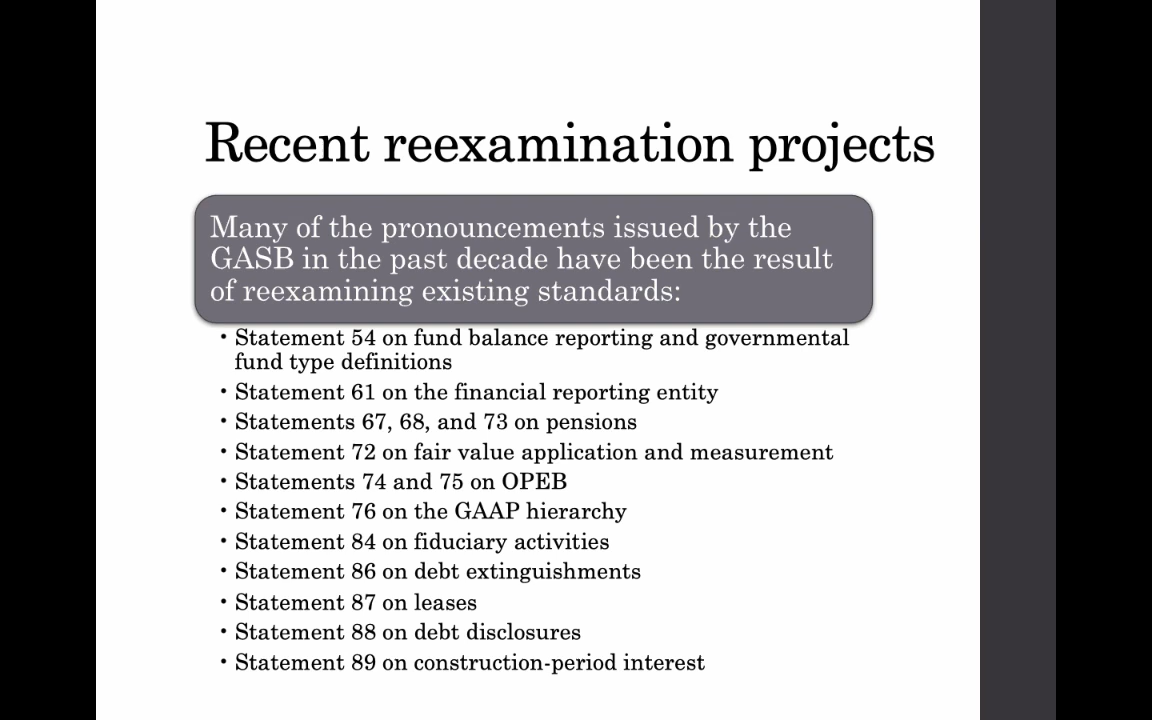 Recent reexamination projects
Many of the pronouncements issued by the
GASB in the past decade have been the result
of reexamining existing standards:
• Statement 54 on fund balance reporting and governmental
fund type definitions
• Statement 61 on the financial reporting entity
• Statements 67, 68, and 73 on pensions
• Statement 72 on fair value application and measurement
• Statements 74 and 75 on OPEB
• Statement 76 on the GAAP hierarchy
• Statement 84 on fiduciary activities
• Statement 86 on debt extinguishments
• Statement 87 on leases
• Statement 88 on debt disclosures
• Statement 89 on construction-period interest